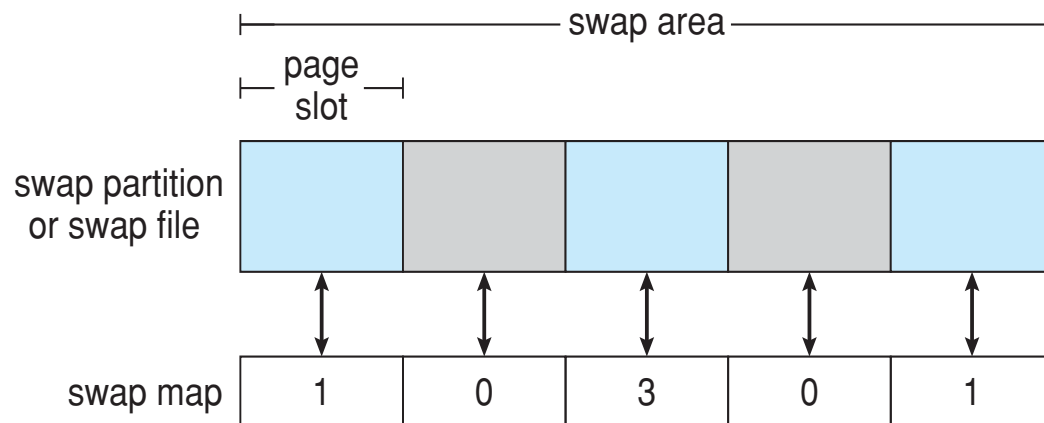 swap area
page
slot
swap partition
or swap file
swap map 1 0 3 0 1